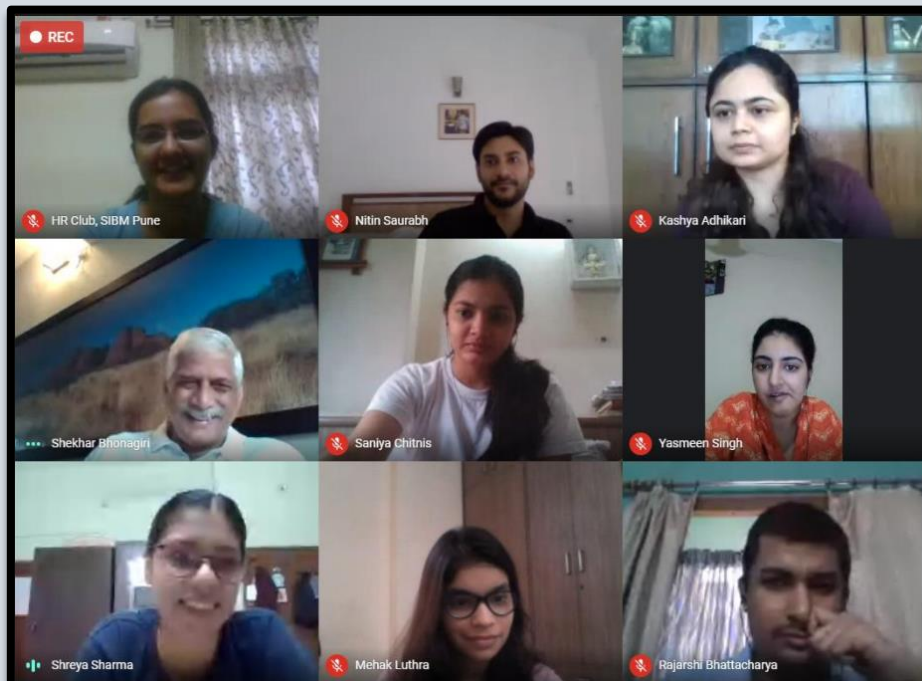 REC
HR Club, SIBM Pune
Nitin Saurabh
Kashya Adhikari
Shekhar Bhonagiri
Saniya Chitnis
Yasmeen Singh
Shreya Sharma
Mehak Luthra
Rajarshi Bhattacharya